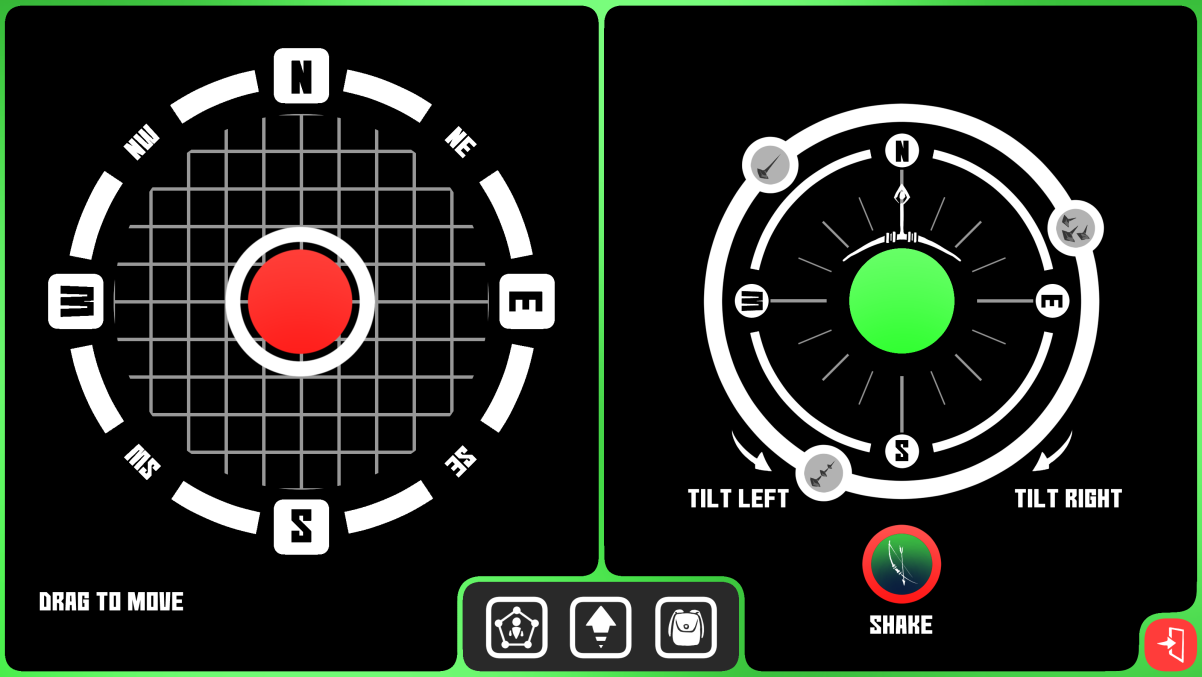 N
NW
NE
W
E
SW
SE
S
DRAG TO MOVE
N
W
E
S
TILT LEFT
TILT RIGHT
SHAKE